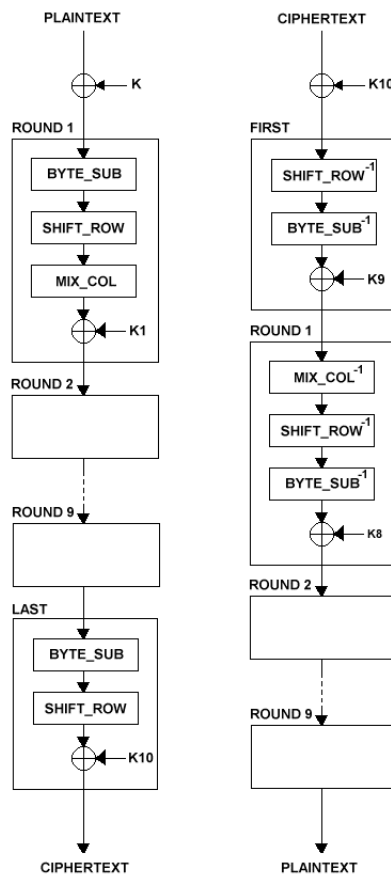 PLAINTEXT
K
ROUND 1
BYTE_SUB
SHIFT_ROW
MIX_COL
K1
ROUND 2
ROUND 9
LAST
BYTE_SUB
SHIFT_ROW
K10
CIPHERTEXT
CIPHERTEXT
K10
FIRST
SHIFT_ROW-1
BYTE_SUB-1
K9
ROUND 1
MIX_COL-1
SHIFT_ROW-1
BYTE_SUB-1
K8
ROUND 2
ROUND 9
PLAINTEXT